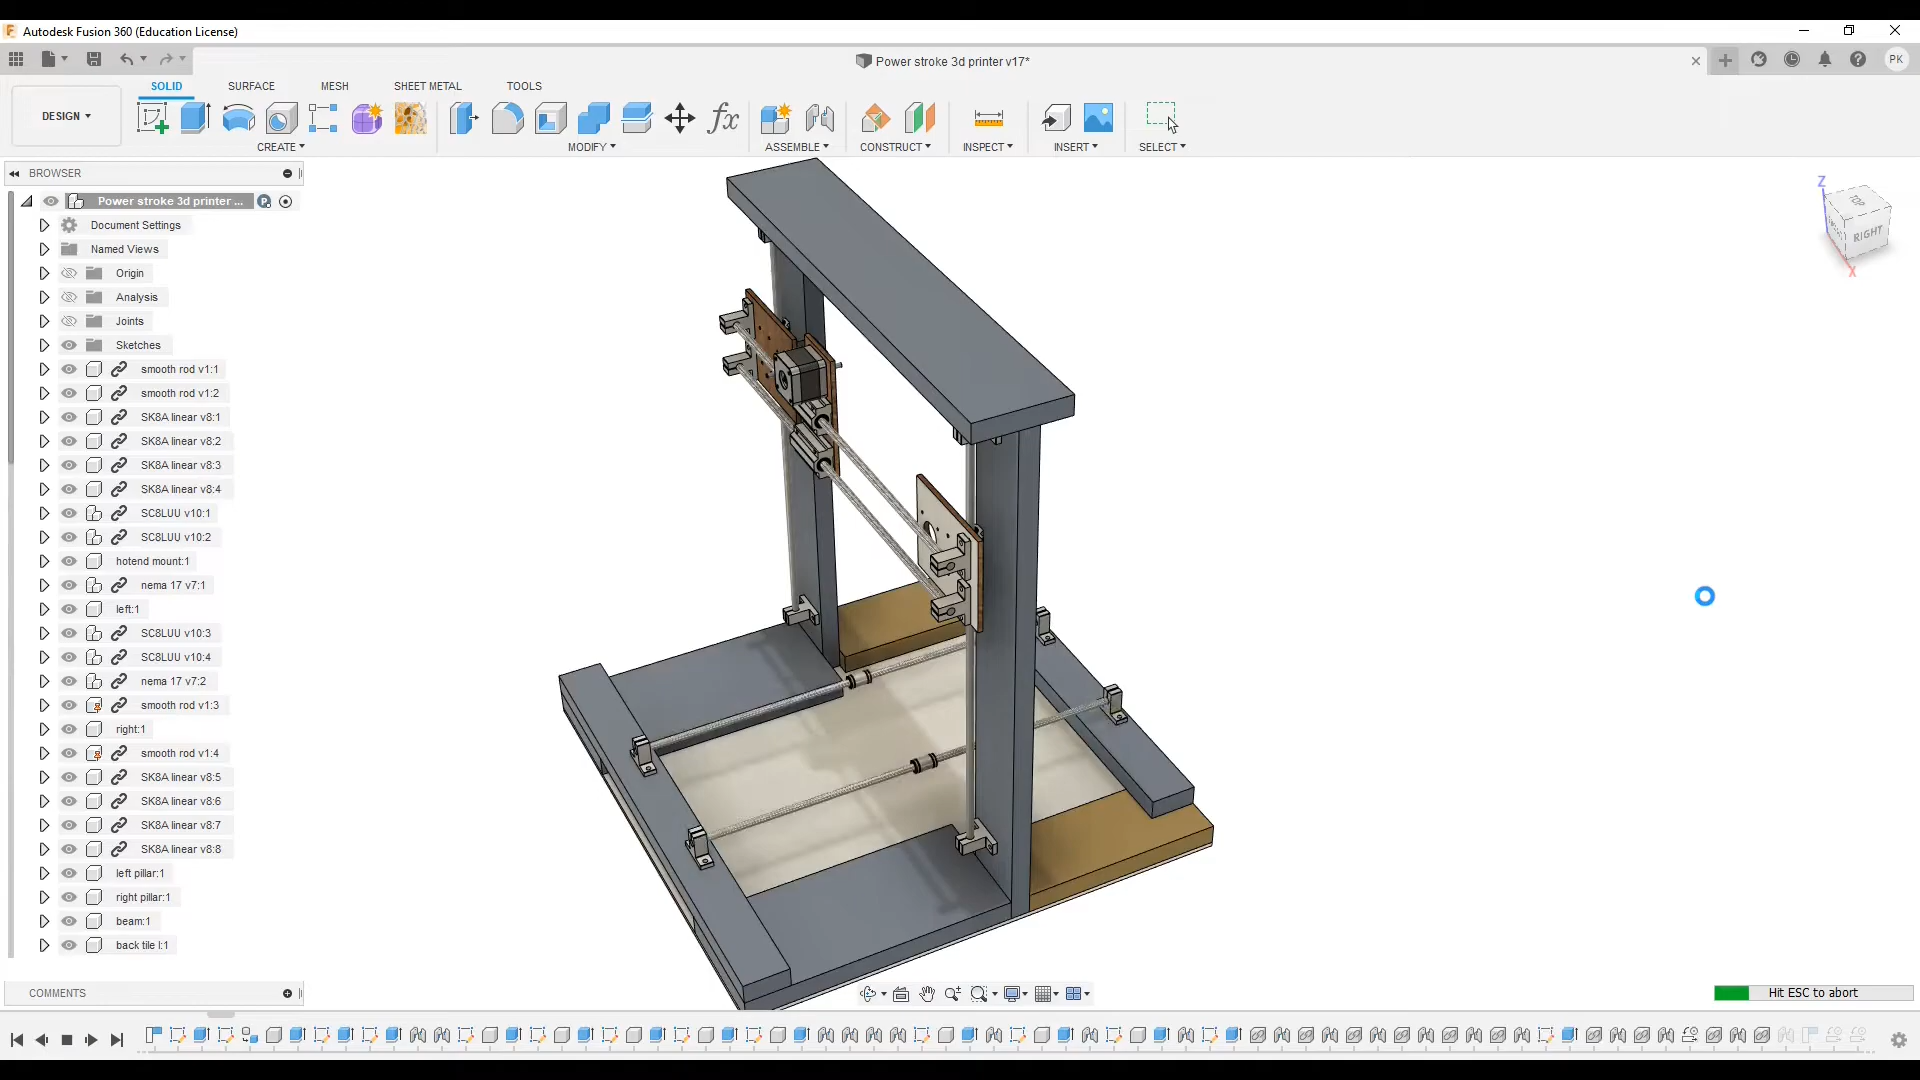 Autodesk Fusion 360 (Education License)
Power stroke 3d printer v17*
PK
DESIGN
SOLID
SURFACE
MESH
SHEET METAL
TOOLS
fx
CREATE
MODIFY
ASSEMBLE
CONSTRUCT
INSPECT
INSERT
SELECT
BROWSER
Power stroke 3d printer ...
P
Document Settings
Named Views
Origin
Analysis
Joints
Sketches
smooth rod v1:1
smooth rod v1:2
SK8A linear v8:1
SK8A linear v8:2
SK8A linear v8:3
SK8A linear v8:4
SC8LUU v10:1
SC8LUU v10:2
hotend mount:1
nema 17 v7:1
left:1
SC8LUU v10:3
SC8LUU v10:4
nema 17 v7:2
smooth rod v1:3
right:1
smooth rod v1:4
SK8A linear v8:5
SK8A linear v8:6
SK8A linear v8:7
SK8A linear v8:8
left pillar:1
right pillar:1
beam:1
back tile l:1
Z
TOP
RIGHT
X
COMMENTS
Hit ESC to abort